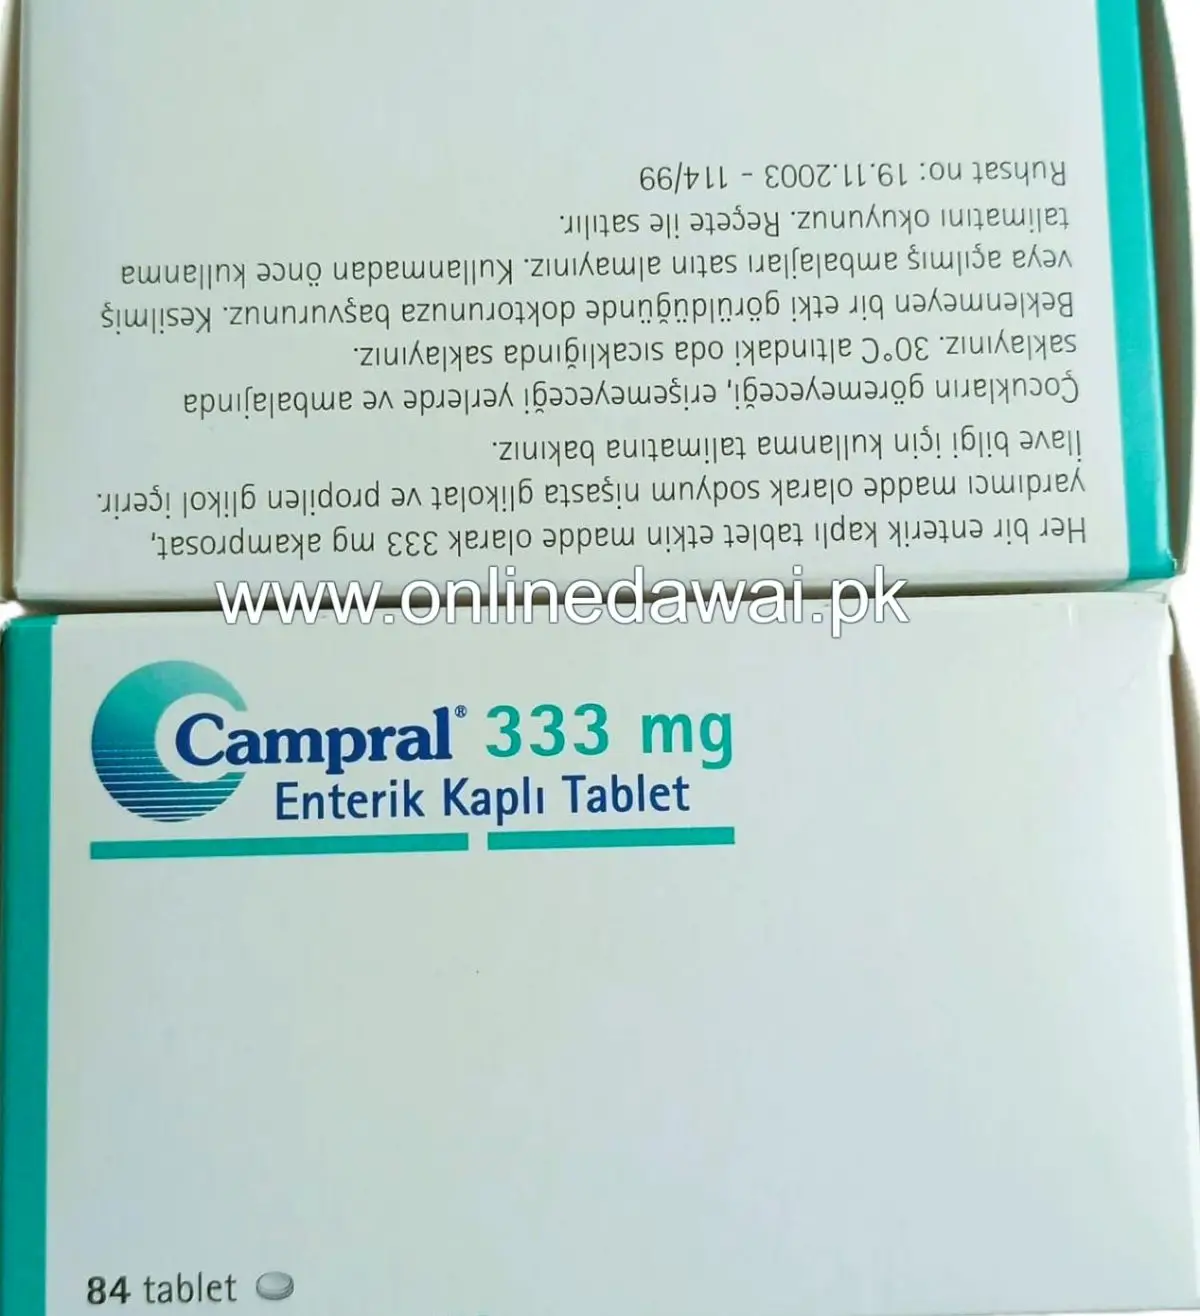 Her bir enterik kaplı tablet etkin madde olarak 333 mg akamprosat,
yardımcı madde olarak sodyum nişasta glikolat ve propilen glikol içerir.
İlave bilgi için kullanma talimatına bakınız.
Çocukların göremeyeceği, erişemeyeceği yerlerde ve ambalajında
saklayınız. 30°C altındaki oda sıcaklığında saklayınız.
Beklenmeyen bir etki görüldüğünde doktorunuza başvurunuz. Kesilmiş
veya açılmış ambalajları satın almayınız. Kullanmadan önce kullanma
talimatını okuyunuz. Reçete ile satılır.
Ruhsat no: 19.11.2003 - 114/99
www.onlinedawai.pk
Campral® 333 mg
Enterik Kaplı Tablet
84 tablet